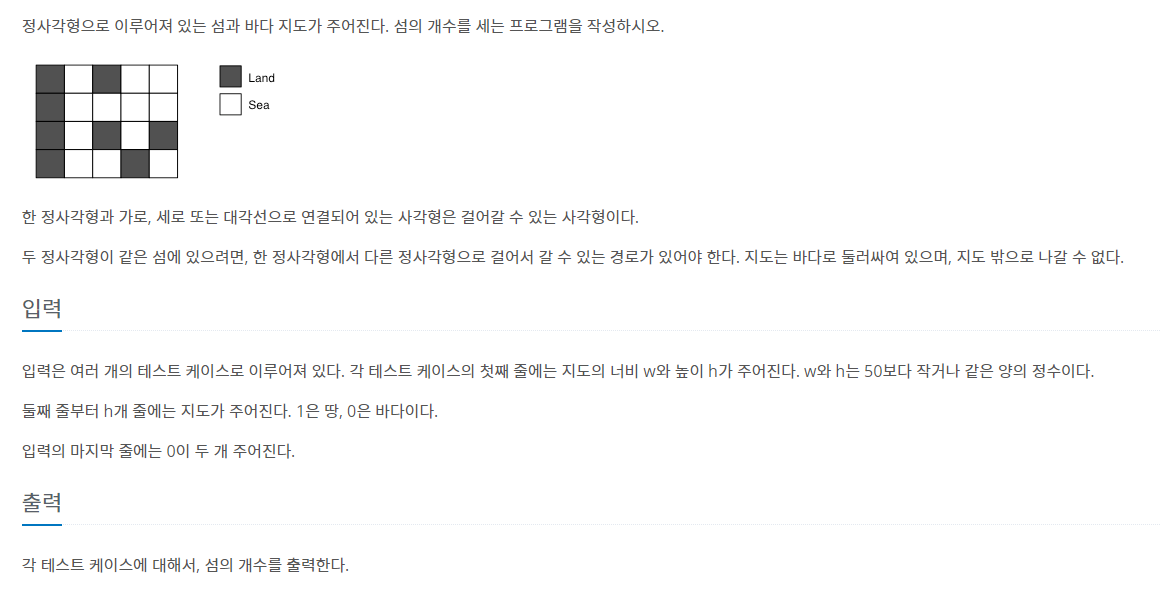 정사각형으로 이루어져 있는 섬과 바다 지도가 주어진다. 섬의 개수를 세는 프로그램을 작성하시오.
Land
Sea
한 정사각형과 가로, 세로 또는 대각선으로 연결되어 있는 사각형은 걸어갈 수 있는 사각형이다.
두 정사각형이 같은 섬에 있으려면, 한 정사각형에서 다른 정사각형으로 걸어서 갈 수 있는 경로가 있어야 한다. 지도는 바다로 둘러싸여 있으며, 지도 밖으로 나갈 수 없다.
입력
입력은 여러 개의 테스트 케이스로 이루어져 있다. 각 테스트 케이스의 첫째 줄에는 지도의 너비 w와 높이 h가 주어진다. w와 h는 50보다 작거나 같은 양의 정수이다.
둘째 줄부터 h개 줄에는 지도가 주어진다. 1은 땅, 0은 바다이다.
입력의 마지막 줄에는 0이 두 개 주어진다.
출력
각 테스트 케이스에 대해서, 섬의 개수를 출력한다.